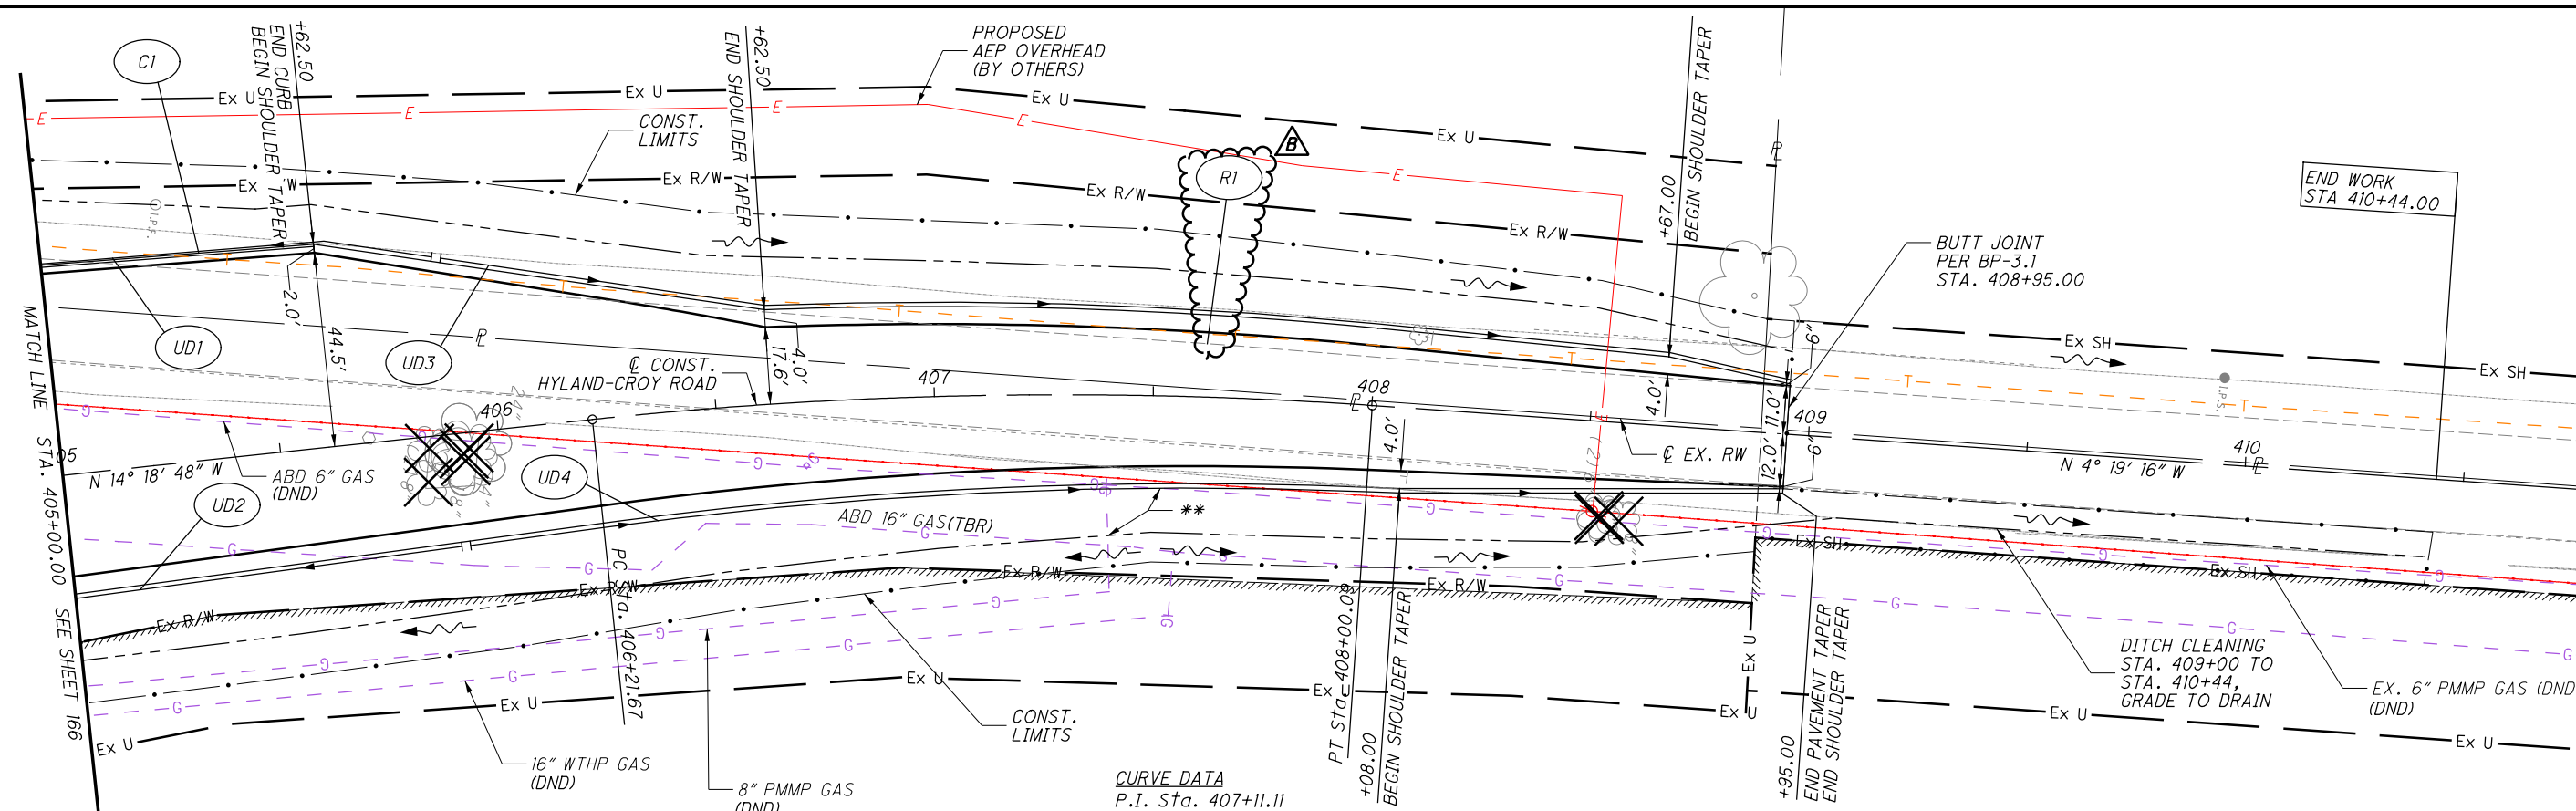 PROPOSED
AEP OVERHEAD
(BY OTHERS)
C1
+62.50
END CURB
BEGIN SHOULDER TAPER
+62.50
END SHOULDER TAPER
+67.00
BEGIN SHOULDER TAPER
Ex U
Ex U
Ex U
Ex U
E
E
E
E
E
E
CONST.
LIMITS
B
R1
Ex W
Ex R/W
Ex R/W
Ex R/W
I.P.F.
END WORK
STA 410+44.00
BUTT JOINT
PER BP-3.1
STA. 408+95.00
T
T
T
T
T
T
2.0'
44.5'
4.0'
17.6'
UD1
UD3
℄ CONST.
HYLAND-CROY ROAD
407
408
409
410
406
05
24"
4.0'
4.0'
11.0'
12.0'
6"
6"
Ex SH
Ex SH
I.P.S.
℄ EX. RW
N 4° 19' 16" W
N 14° 18' 48" W
ABD 6" GAS
(DND)
UD2
UD4
ABD 16" GAS(TBR)
**
MATCH LINE STA. 405+00.00 SEE SHEET 166
Ex R/W
Ex R/W
Ex R/W
Ex R/W
Ex SH
Ex SH
G
G
G
G
G
G
G
G
G
G
G
G
G
G
PC Sta. 406+21.67
PT Sta. 408+00.09
+08.00
BEGIN SHOULDER TAPER
+95.00
END PAVEMENT TAPER
END SHOULDER TAPER
Ex U
Ex U
Ex U
Ex U
Ex U
Ex U
Ex U
Ex U
16" WTHP GAS
(DND)
8" PMMP GAS
(DND)
CONST.
LIMITS
CURVE DATA
P.I. Sta. 407+11.11
DITCH CLEANING
STA. 409+00 TO
STA. 410+44,
GRADE TO DRAIN
EX. 6" PMMP GAS (DND
(DND)